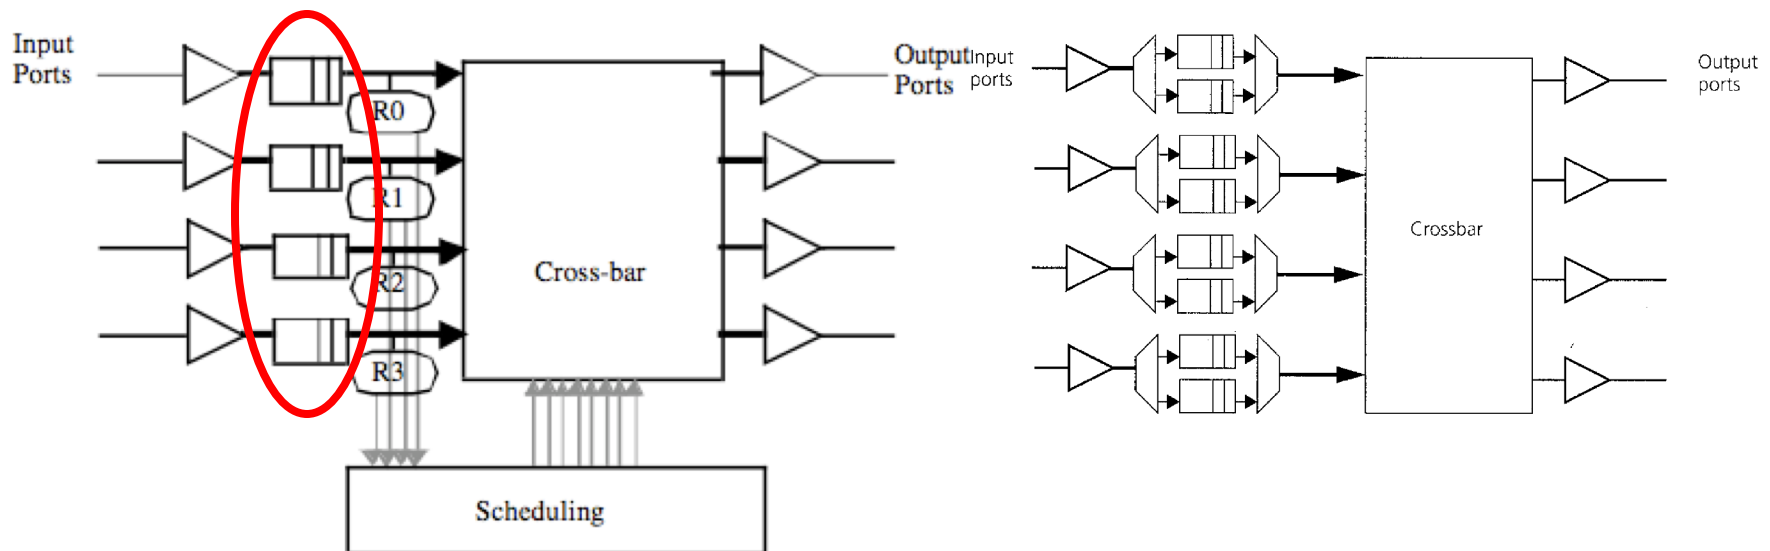 Input
Ports
R0
R1
R2
R3
Cross-bar
Scheduling
Output
Ports
Input
ports
Crossbar
Output
ports